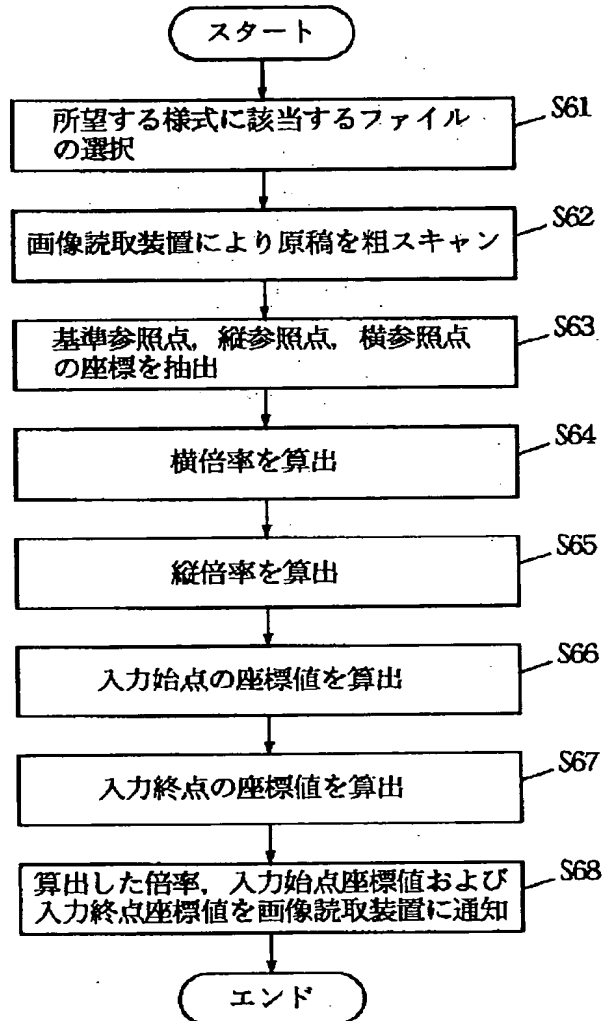 スタート
所望する様式に該当するファイル
の選択
S61
画像読取装置により原稿を粗スキャン
S62
基準参照点，縦参照点，横参照点
の座標を抽出
S63
横倍率を算出
S64
縦倍率を算出
S65
入力始点の座標値を算出
S66
入力終点の座標値を算出
S67
算出した倍率，入力始点座標値および
入力終点座標値を画像読取装置に通知
S68
エンド